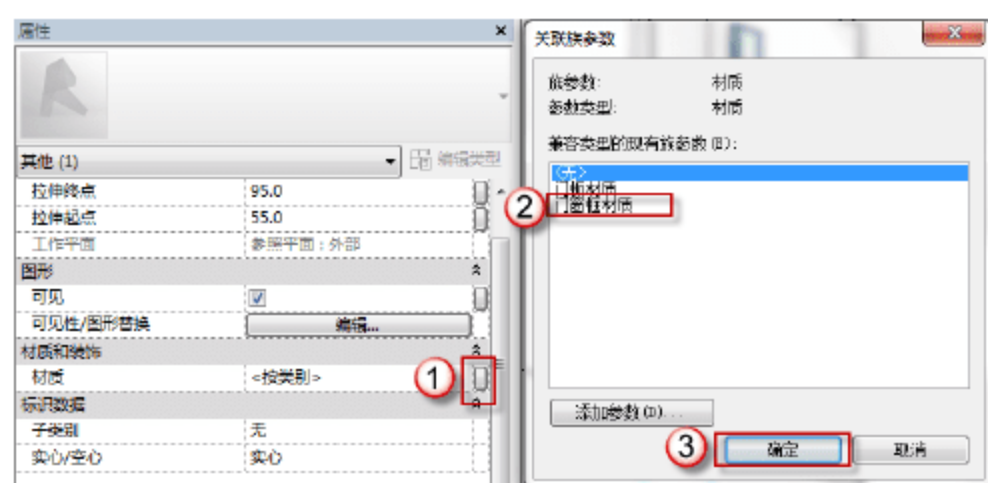 属性
其他 (1)
编辑类型
拉伸终点 95.0
拉伸起点 55.0
工作平面 参照平面 : 外部
图形
可见
可见性/图形替换 编辑...
材质和装饰
材质 <按类别>
标识数据
子类别 无
实心/空心 实心
1
关联族参数
族参数: 材质
参数类型: 材质
兼容类型的现有族参数(E):
<无>
门板材质
门窗框材质
2
添加参数(D)...
3
确定
取消